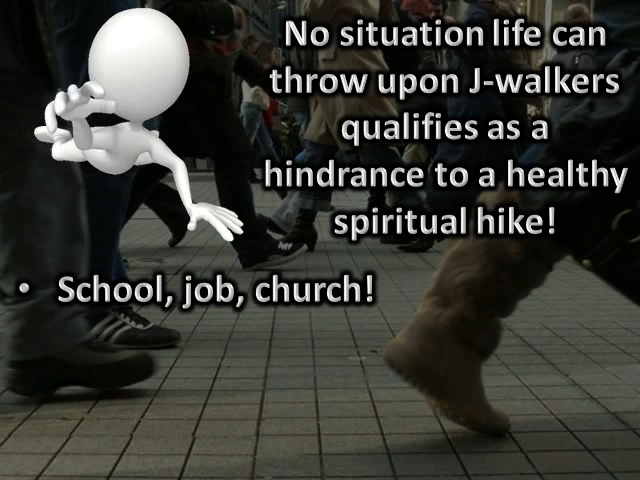 No situation life can
throw upon J-walkers
qualifies as a
hindrance to a healthy
spiritual hike!
• School, job, church!